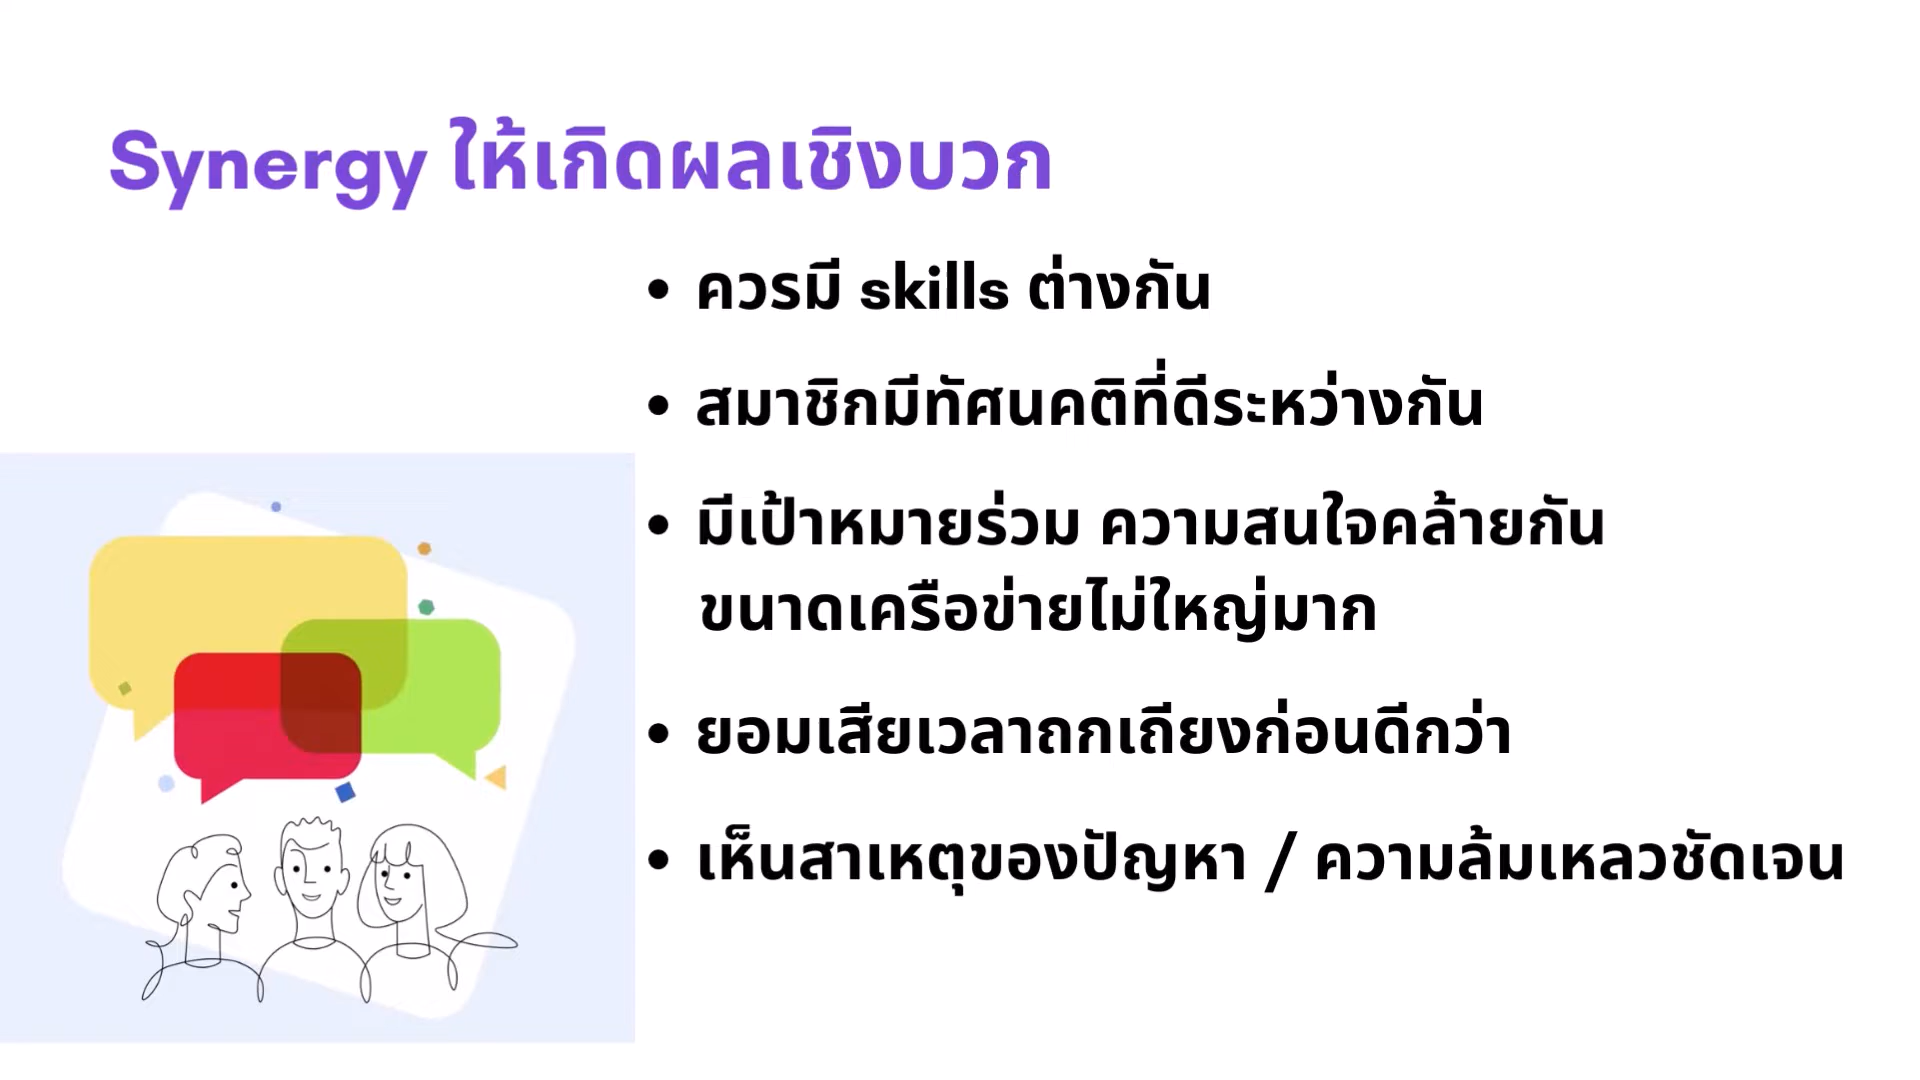 Synergy ให้เกิดผลเชิงบวก
• ควรมี skills ต่างกัน
• สมาชิกมีทัศนคติที่ดีระหว่างกัน
• มีเป้าหมายร่วม ความสนใจคล้ายกัน
ขนาดเครือข่ายไม่ใหญ่มาก
• ยอมเสียเวลาถกเถียงก่อนดีกว่า
• เห็นสาเหตุของปัญหา / ความล้มเหลวชัดเจน